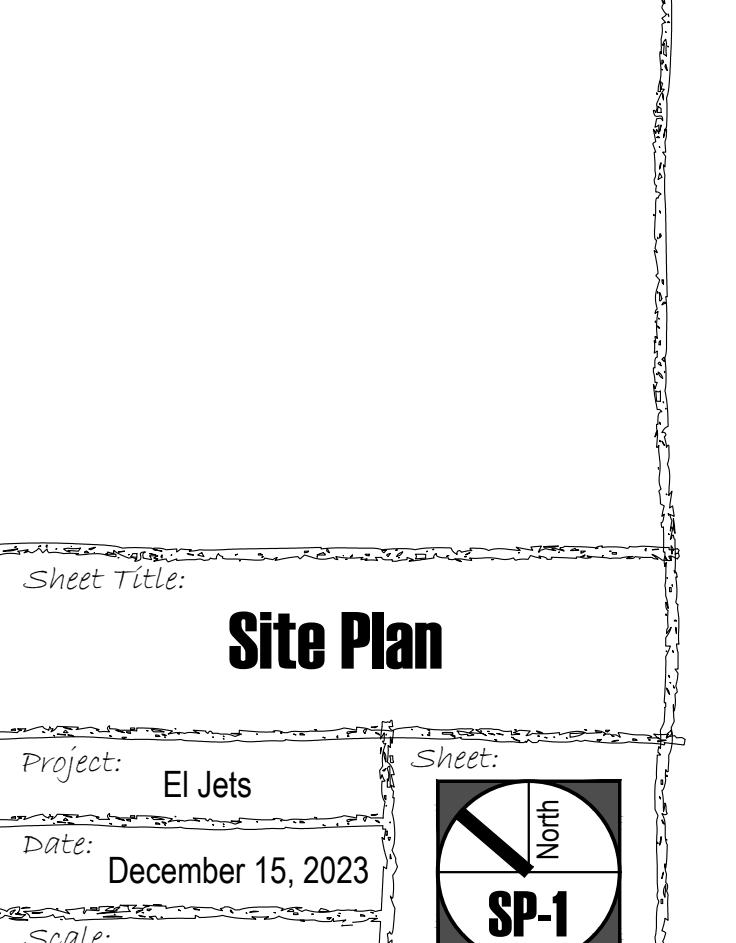 Sheet Title:
Site Plan
Project:
El Jets
Date:
December 15, 2023
Scale:
Sheet:
North
SP-1